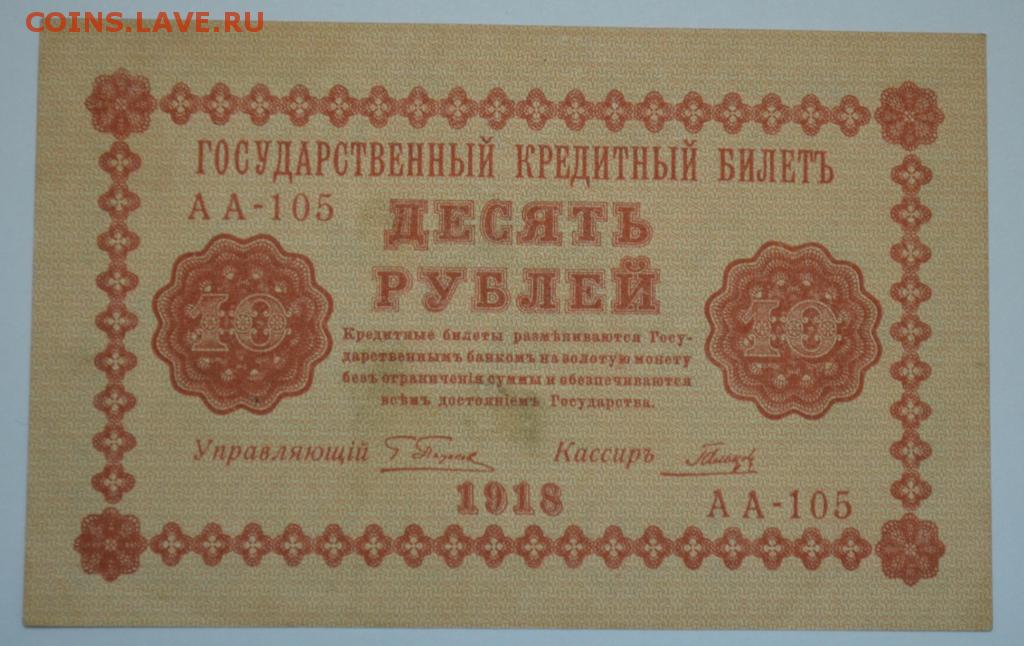 COINS.LAVE.RU
ГОСУДАРСТВЕННЫЙ КРЕДИТНЫЙ БИЛЕТЪ
АА-105
ДЕСЯТЬ
РУБЛЕЙ
10
10
Кредитные билеты размѣниваются Госу-
дарственнымъ банкомъ на золотую монету
безъ ограниченія суммы и обезпечиваются
всѣмъ достояніемъ Государства.
Управляющій
Кассиръ
1918
АА-105